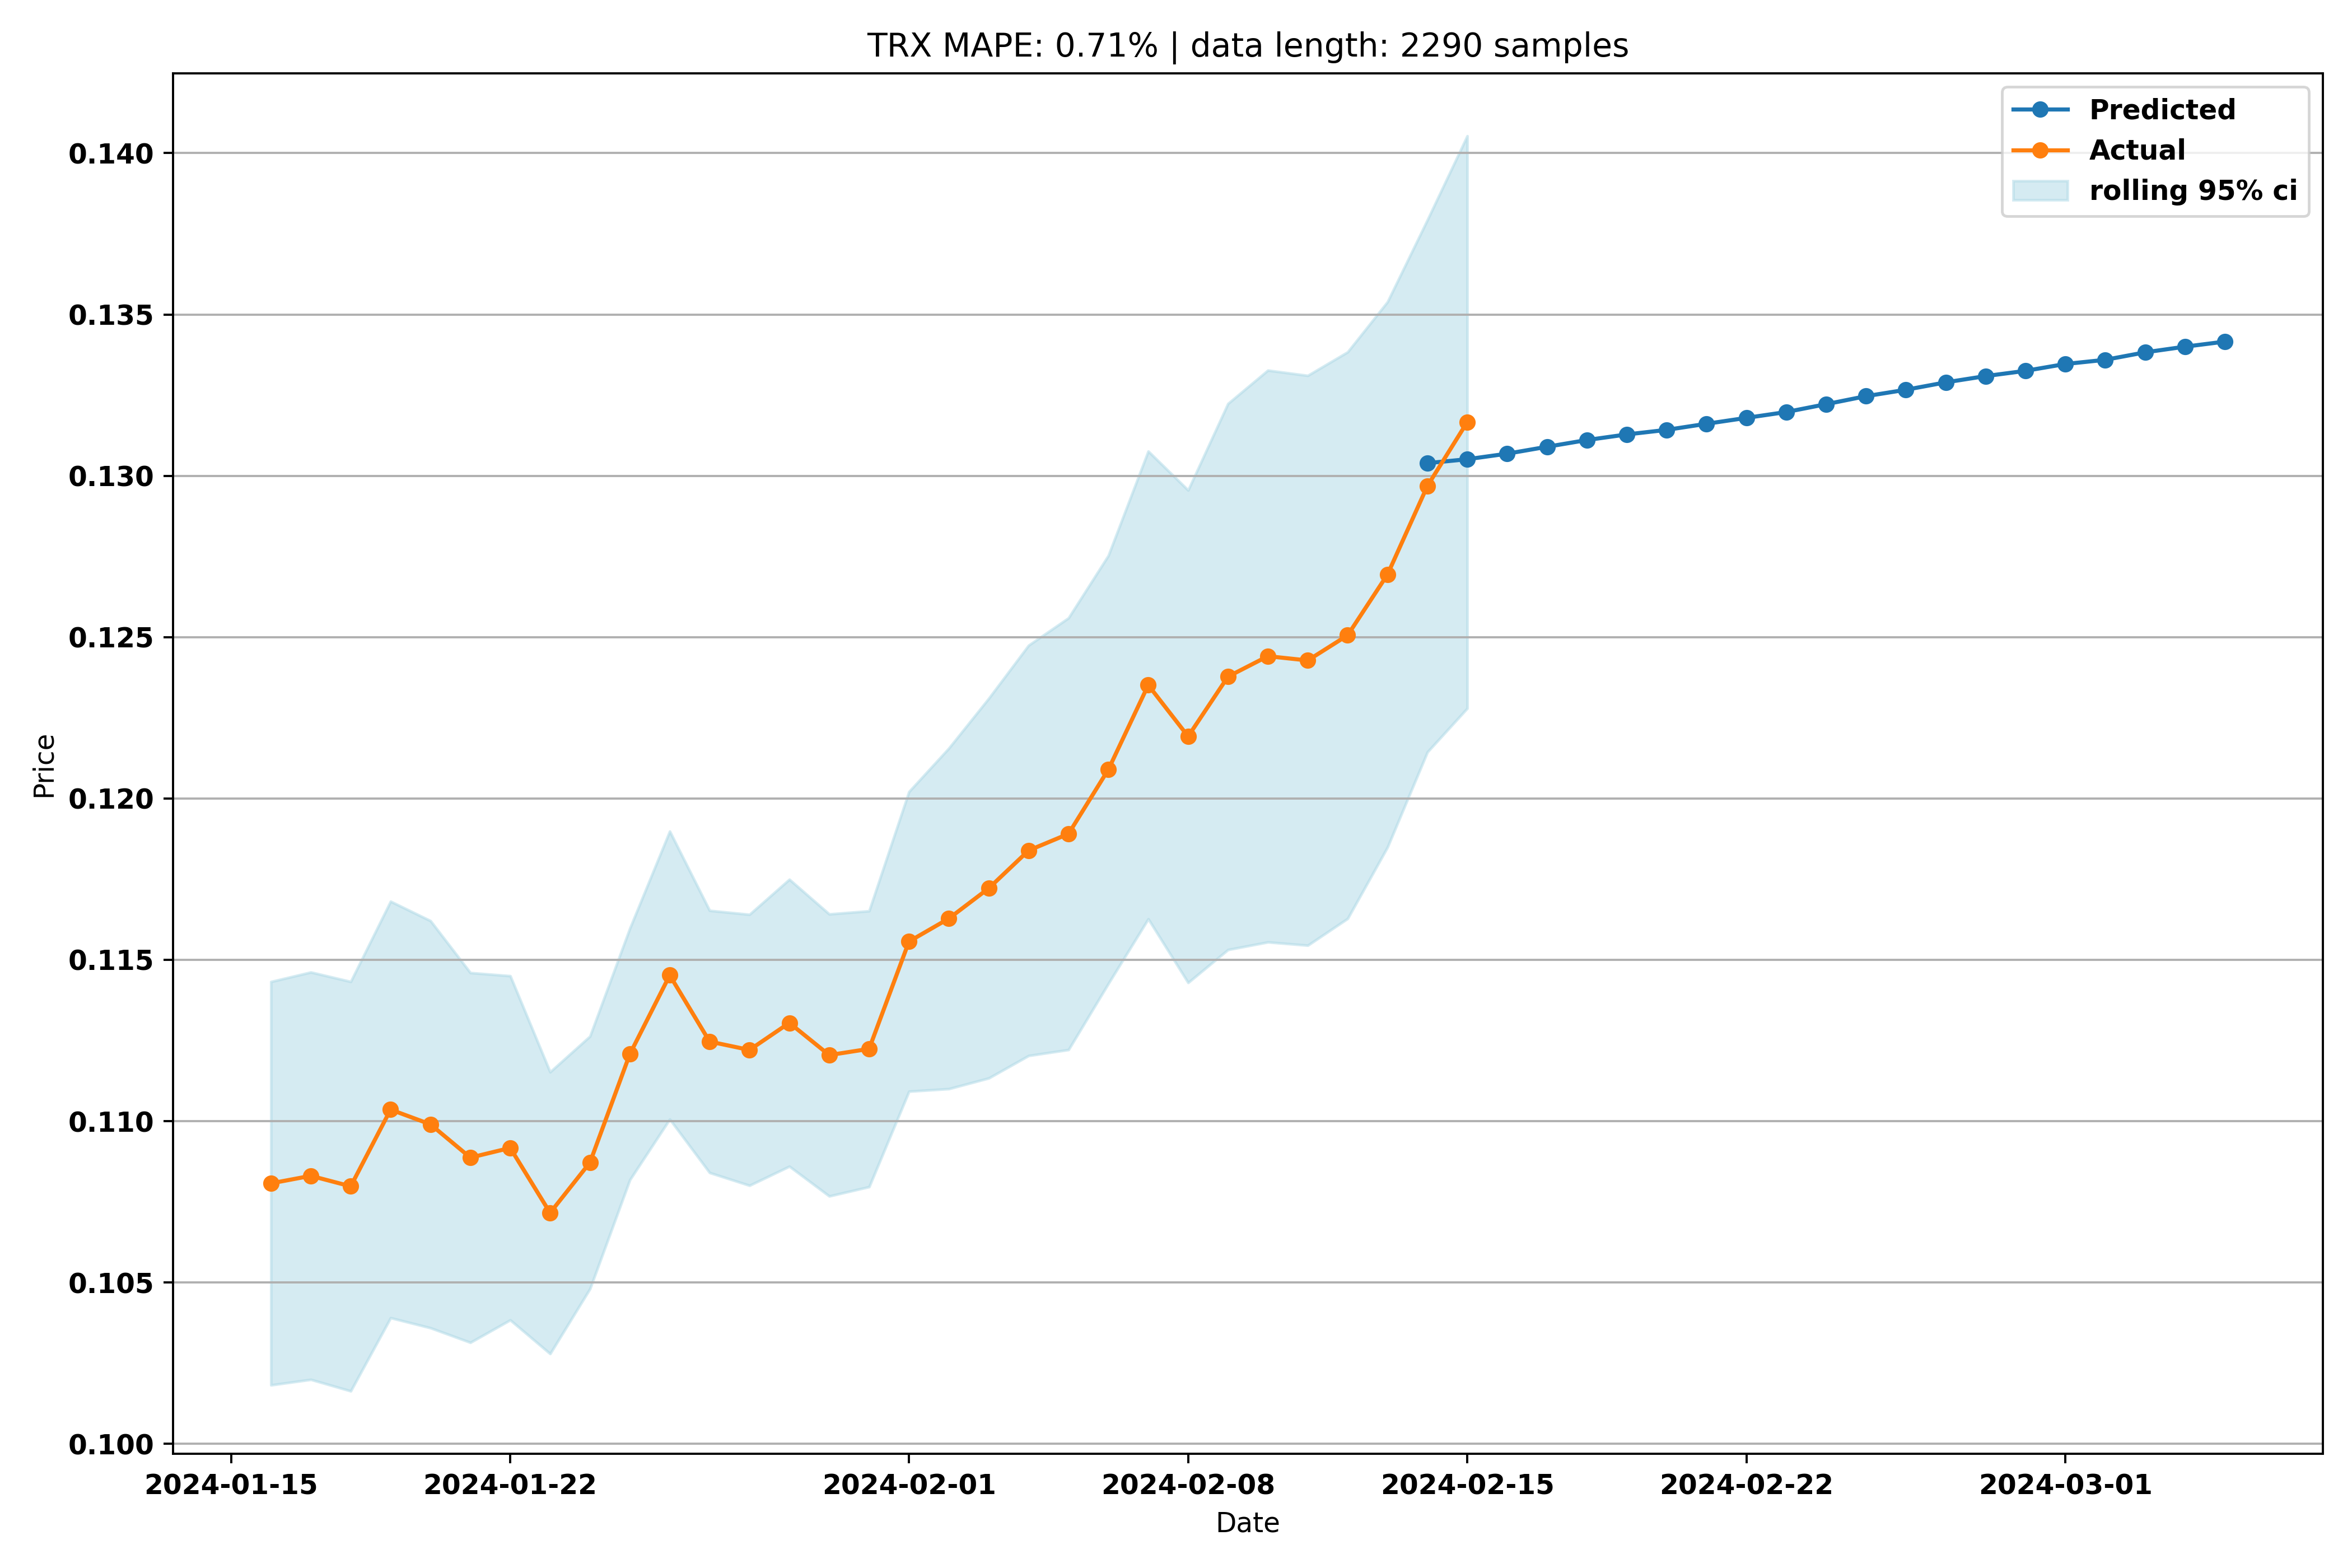 TRX MAPE: 0.71% | data length: 2290 samples
Predicted
Actual
rolling 95% ci
0.140
0.135
0.130
0.125
0.120
0.115
0.110
0.105
0.100
Price
2024-01-15 2024-01-22 2024-02-01 2024-02-08 2024-02-15 2024-02-22 2024-03-01
Date